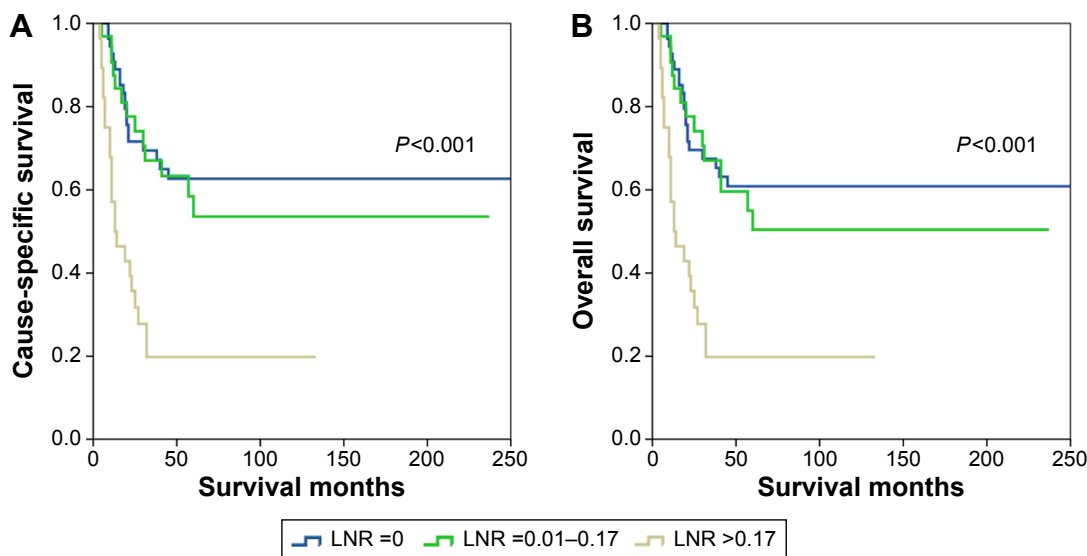 A
Cause-specific survival
1.0
0.8
0.6
0.4
0.2
0.0
P<0.001
0 50 100 150 200 250
Survival months
B
Overall survival
1.0
0.8
0.6
0.4
0.2
0.0
P<0.001
0 50 100 150 200 250
Survival months
LNR =0 LNR =0.01–0.17 LNR >0.17